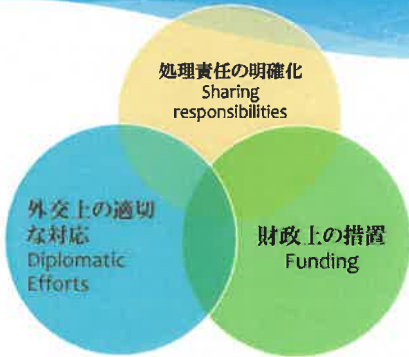 処理責任の明確化
Sharing
responsibilities
外交上の適切
な対応
Diplomatic
Efforts
財政上の措置
Funding